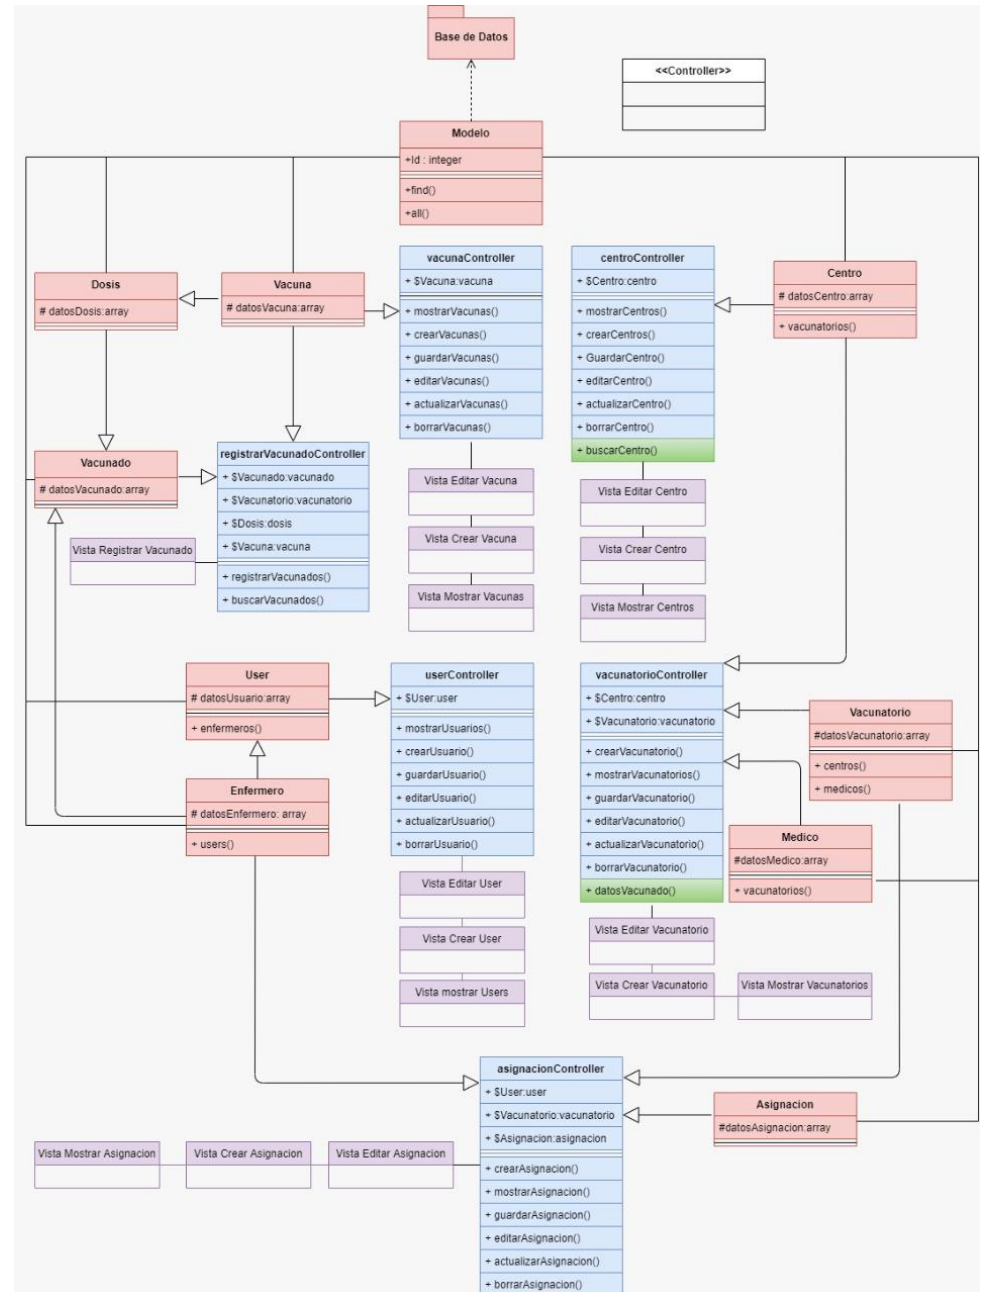 Base de Datos
<<Controller>>
Modelo
+Id : integer
+find()
+all()
vacunaController
+ $Vacuna:vacuna
+ mostrarVacunas()
+ crearVacunas()
+ guardarVacunas()
+ editarVacunas()
+ actualizarVacunas()
+ borrarVacunas()
centroController
+ $Centro:centro
+ mostrarCentros()
+ crearCentros()
+ GuardarCentro()
+ editarCentro()
+ actualizarCentro()
+ borrarCentro()
+ buscarCentro()
Centro
# datosCentro:array
+ vacunatorios()
Dosis
# datosDosis:array
Vacuna
# datosVacuna:array
Vacunado
# datosVacunado:array
registrarVacunadoController
+ $Vacunado:vacunado
+ $Vacunatorio:vacunatorio
+ $Dosis:dosis
+ $Vacuna:vacuna
+ registrarVacunados()
+ buscarVacunados()
Vista Registrar Vacunado
Vista Editar Vacuna
Vista Crear Vacuna
Vista Mostrar Vacunas
Vista Editar Centro
Vista Crear Centro
Vista Mostrar Centros
User
# datosUsuario:array
+ enfermeros()
Enfermero
# datosEnfermero: array
+ users()
userController
+ $User:user
+ mostrarUsuarios()
+ crearUsuario()
+ guardarUsuario()
+ editarUsuario()
+ actualizarUsuario()
+ borrarUsuario()
Vista Editar User
Vista Crear User
Vista mostrar Users
vacunatorioController
+ $Centro:centro
+ $Vacunatorio:vacunatorio
+ crearVacunatorio()
+ mostrarVacunatorios()
+ guardarVacunatorio()
+ editarVacunatorio()
+ actualizarVacunatorio()
+ borrarVacunatorio()
+ datosVacunado()
Vacunatorio
#datosVacunatorio:array
+ centros()
+ medicos()
Medico
#datosMedico:array
+ vacunatorios()
Vista Editar Vacunatorio
Vista Crear Vacunatorio
Vista Mostrar Vacunatorios
asignacionController
+ $User:user
+ $Vacunatorio:vacunatorio
+ $Asignacion:asignacion
+ crearAsignacion()
+ mostrarAsignacion()
+ guardarAsignacion()
+ editarAsignacion()
+ actualizarAsignacion()
+ borrarAsignacion()
Asignacion
#datosAsignacion:array
Vista Mostrar Asignacion
Vista Crear Asignacion
Vista Editar Asignacion